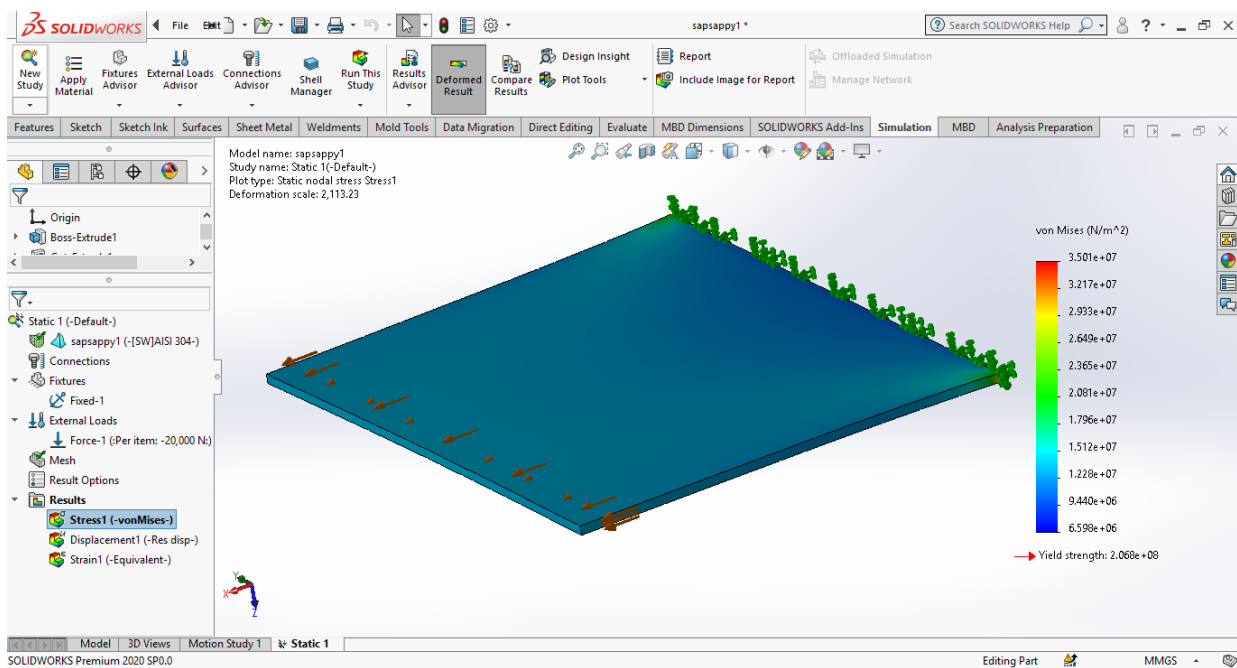 SOLIDWORKS File Edit sapsappy1 * Search SOLIDWORKS Help
New Study
Apply Material
Fixtures Advisor
External Loads Advisor
Connections Advisor
Shell Manager
Run This Study
Results Advisor
Deformed Result
Compare Results
Design Insight
Plot Tools
Report
Include Image for Report
Offloaded Simulation
Manage Network
Features Sketch Sketch Ink Surfaces Sheet Metal Weldments Mold Tools Data Migration Direct Editing Evaluate MBD Dimensions SOLIDWORKS Add-Ins Simulation MBD Analysis Preparation
Origin
Boss-Extrude1
Static 1 (-Default-)
sapsappy1 (-[SW]AISI 304-)
Connections
Fixtures
Fixed-1
External Loads
Force-1 (:Per item: -20,000 N:)
Mesh
Result Options
Results
Stress1 (-vonMises-)
Displacement1 (-Res disp-)
Strain1 (-Equivalent-)
Model name: sapsappy1
Study name: Static 1(-Default-)
Plot type: Static nodal stress Stress1
Deformation scale: 2,113.23
von Mises (N/m^2)
3.501e+07
3.217e+07
2.933e+07
2.649e+07
2.365e+07
2.081e+07
1.796e+07
1.512e+07
1.228e+07
9.440e+06
6.598e+06
Yield strength: 2.068e+08
Y
X
Z
Model 3D Views Motion Study 1 Static 1
SOLIDWORKS Premium 2020 SP0.0 Editing Part MMGS